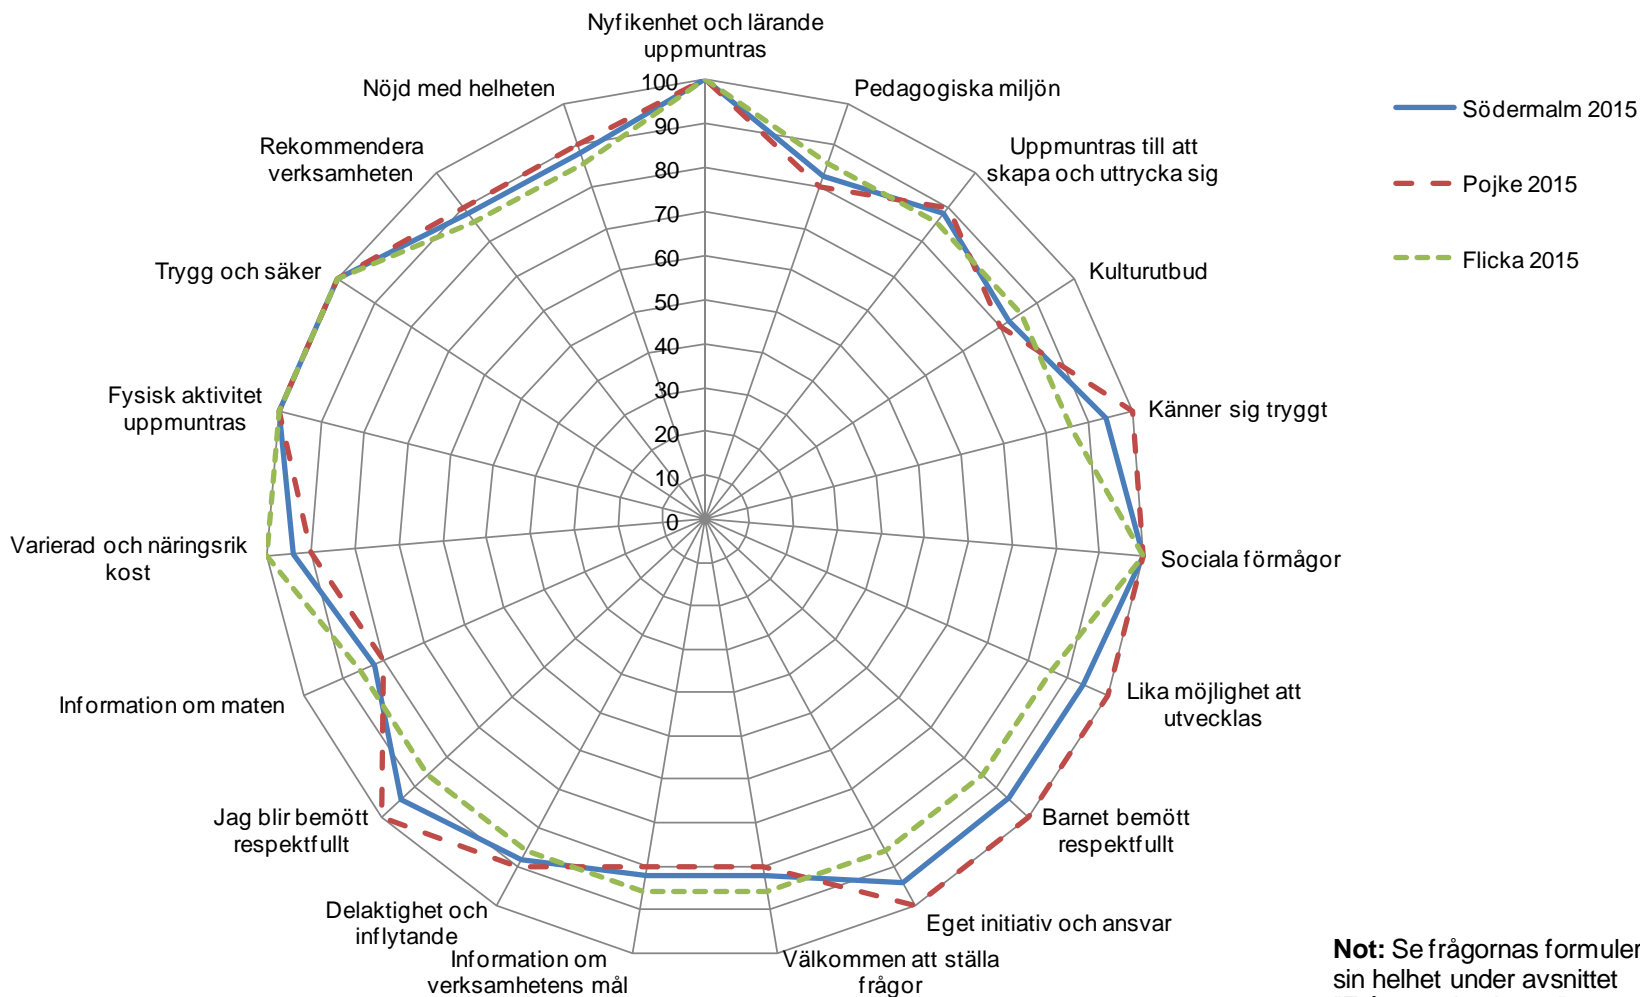 Nyfikenhet och lärande
uppmuntras
Pedagogiska miljön
Uppmuntras till att
skapa och uttrycka sig
Kulturutbud
Känner sig tryggt
Sociala förmågor
Lika möjlighet att
utvecklas
Barnet bemött
respektfullt
Eget initiativ och ansvar
Välkommen att ställa
frågor
Information om
verksamhetens mål
Delaktighet och
inflytande
Jag blir bemött
respektfullt
Information om maten
Varierad och näringsrik
kost
Fysisk aktivitet
uppmuntras
Trygg och säker
Rekommendera
verksamheten
Nöjd med helheten
100
90
80
70
60
50
40
30
20
10
0
Södermalm 2015
Pojke 2015
Flicka 2015
Not: Se frågornas formuler
sin helhet under avsnittet